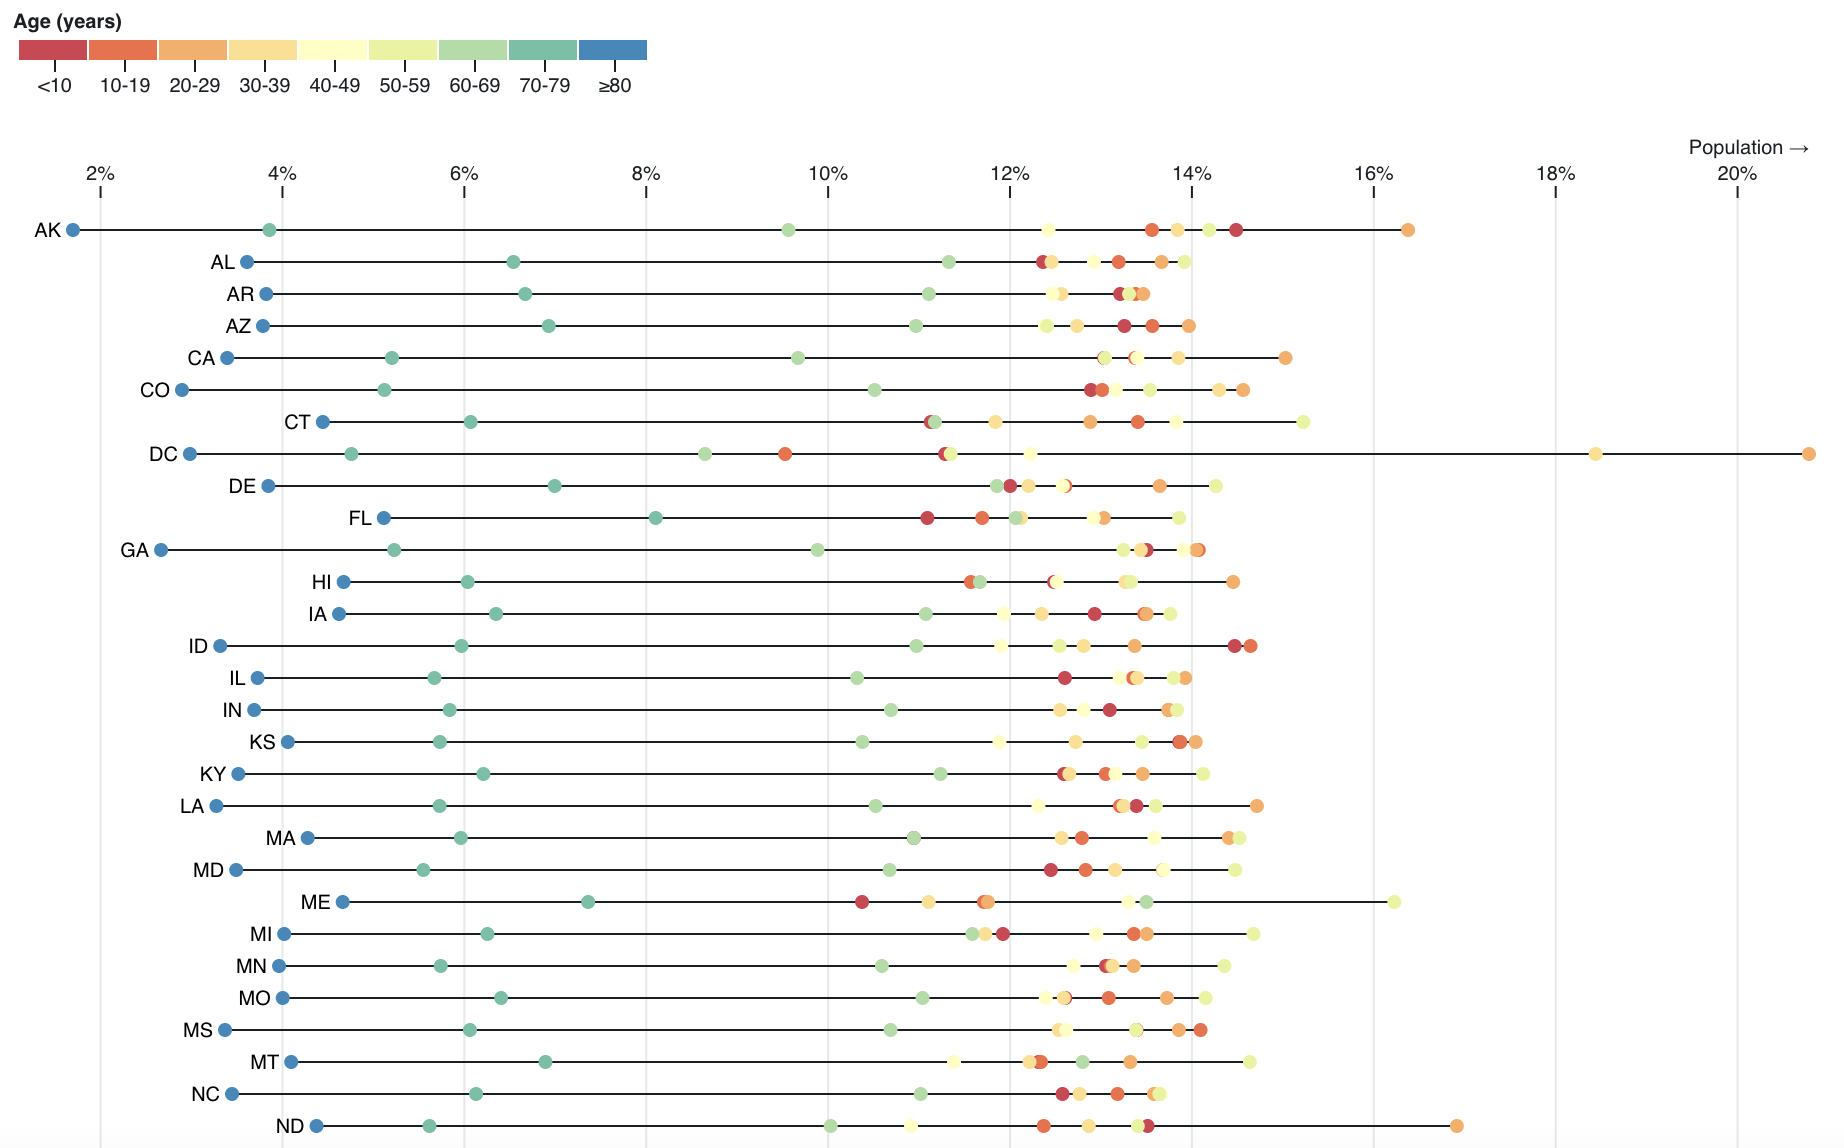 Age (years)
<10 10-19 20-29 30-39 40-49 50-59 60-69 70-79 ≥80
Population →
2% 4% 6% 8% 10% 12% 14% 16% 18% 20%
AK
AL
AR
AZ
CA
CO
CT
DC
DE
FL
GA
HI
IA
ID
IL
IN
KS
KY
LA
MA
MD
ME
MI
MN
MO
MS
MT
NC
ND